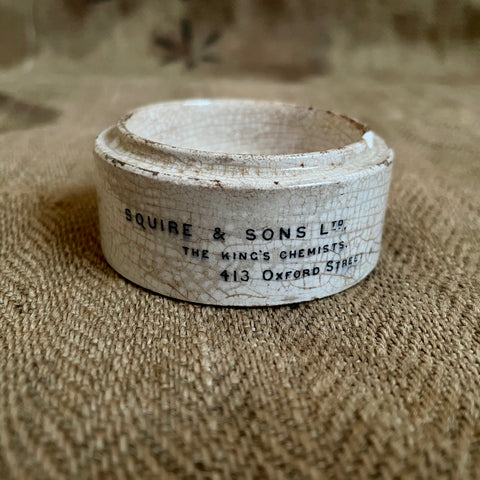 SQUIRE & SONS LTD.
THE KING'S CHEMISTS.
413 OXFORD STREET